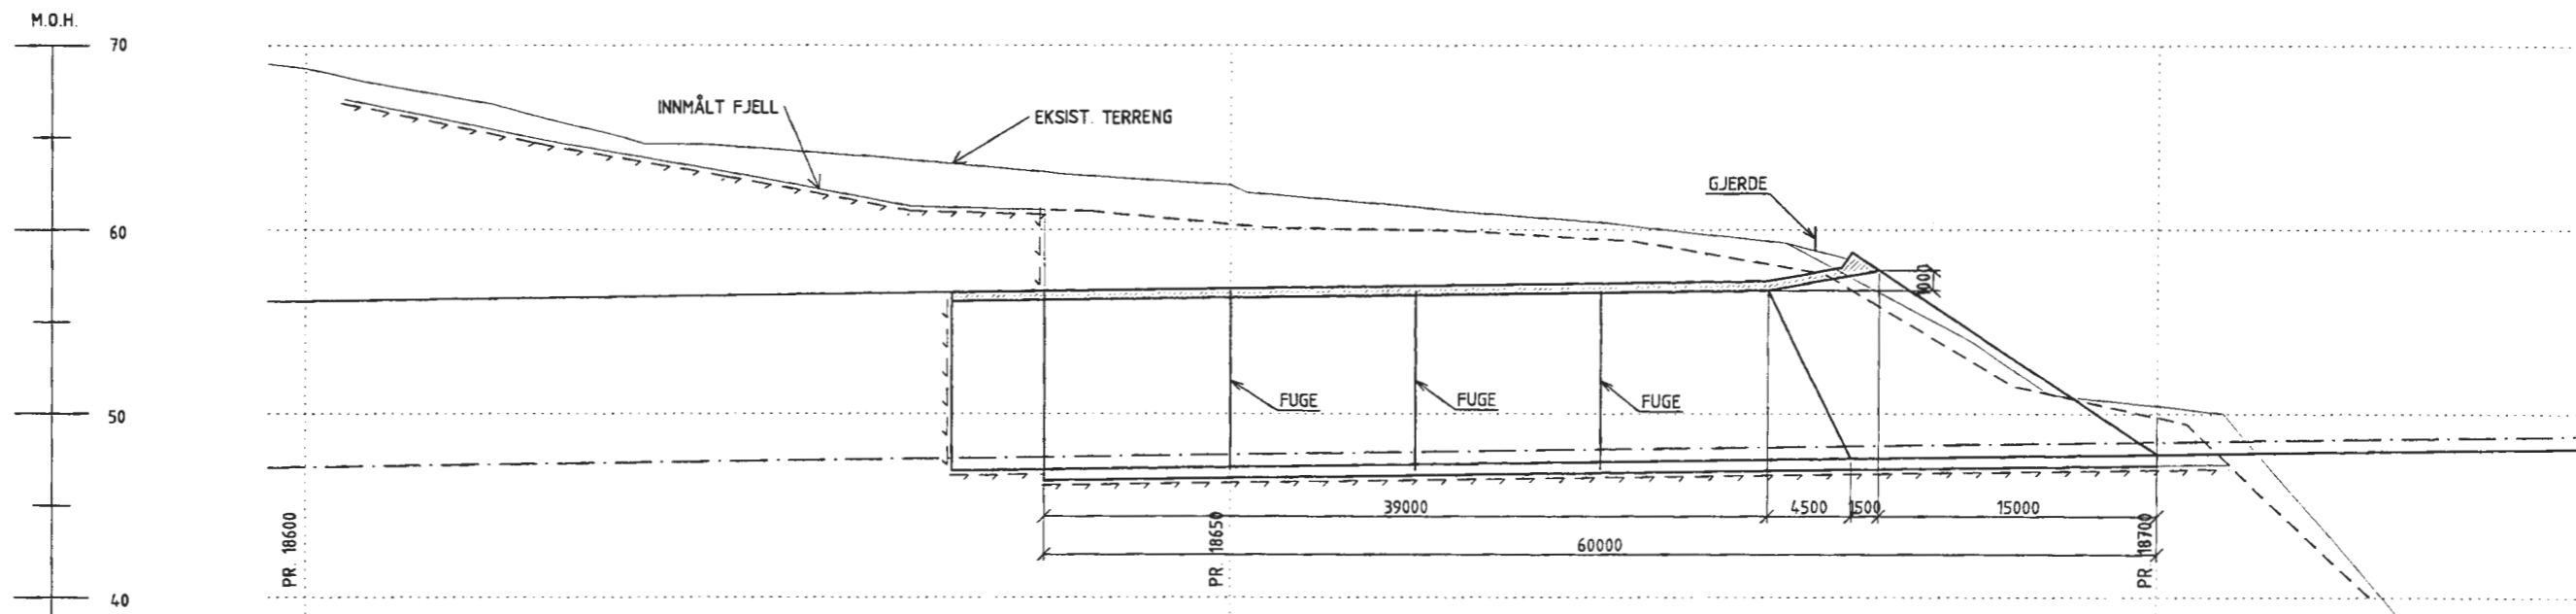 M.O.H.
70
INNMÅLT FJELL
EKSIST. TERRENG
GJERDE
60
1000
FUGE
FUGE
FUGE
50
39000
4500
1500
15000
60000
PR. 18600
PR. 18650
PR. 18700
40